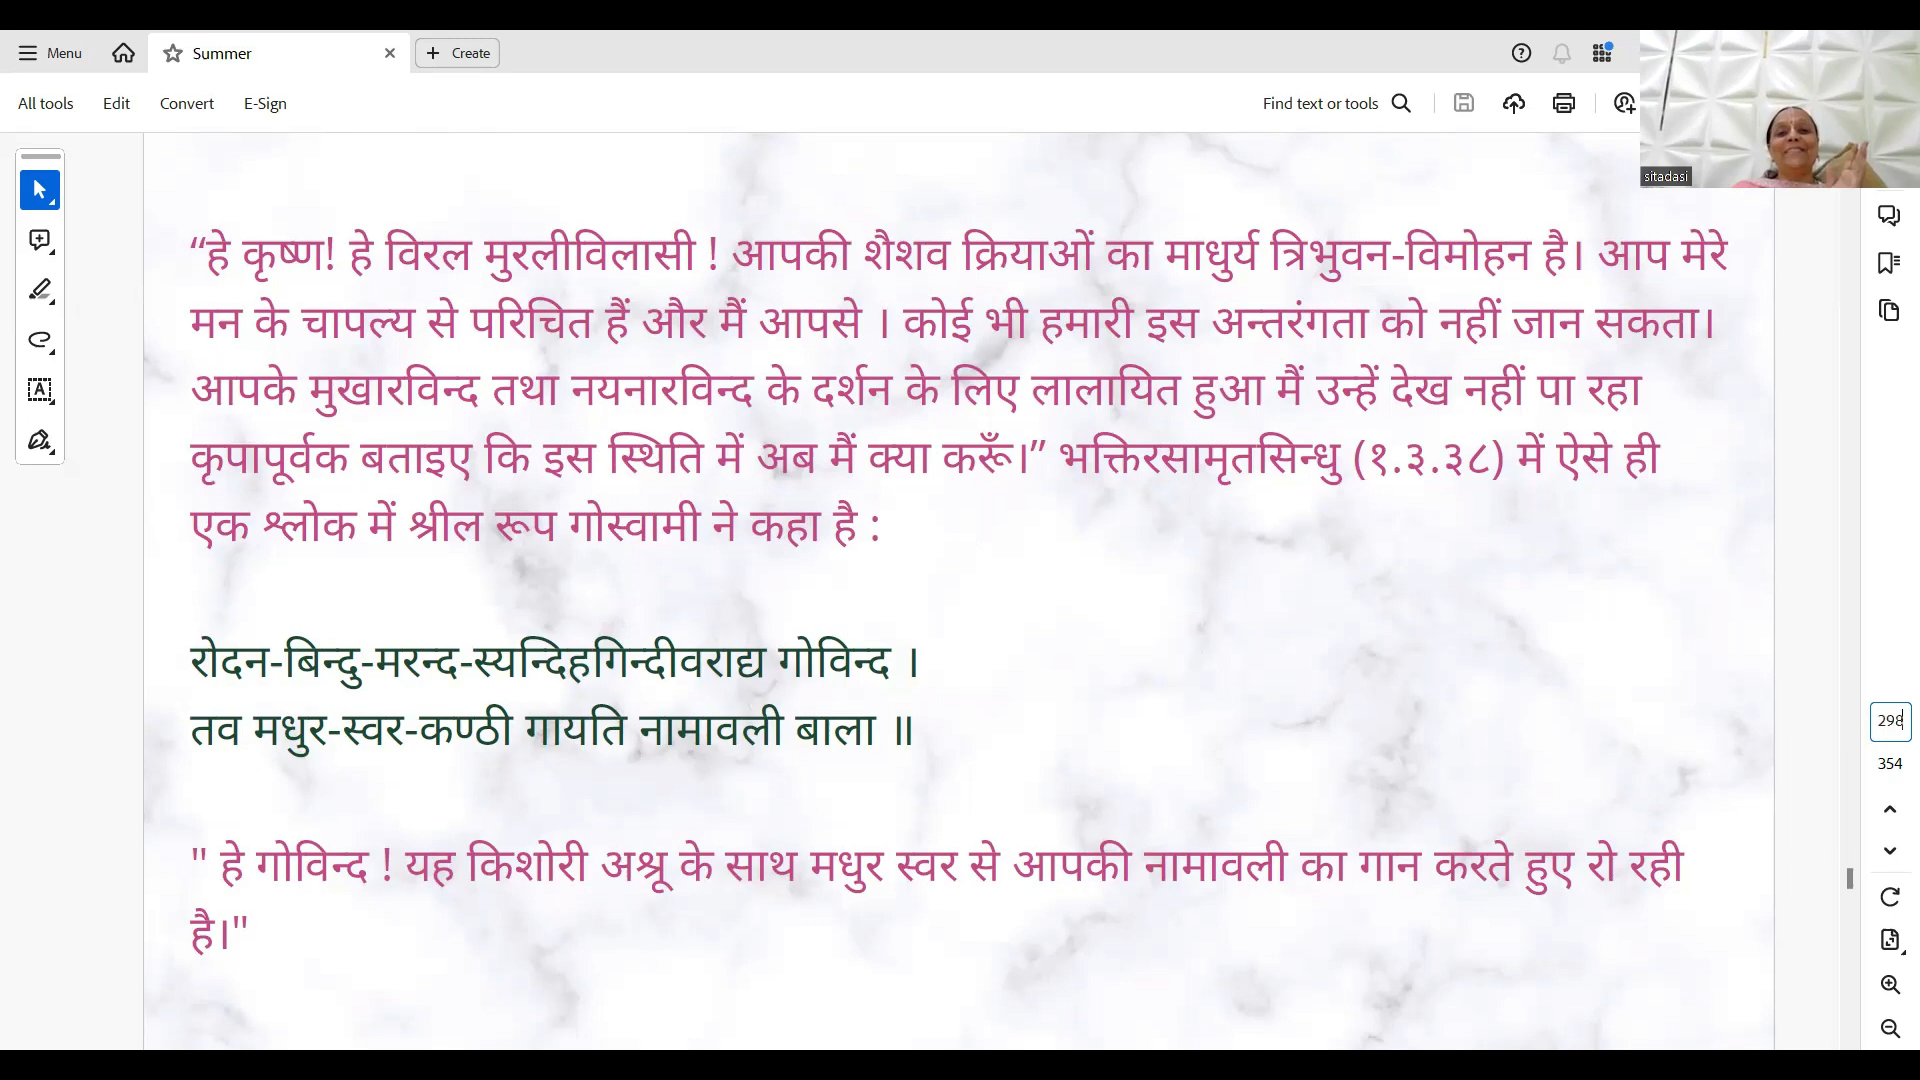 Menu
Summer
Create
All tools
Edit
Convert
E-Sign
Find text or tools
sitadasi
“हे कृष्ण! हे विरल मुरलीविलासी ! आपकी शैशव क्रियाओं का माधुर्य त्रिभुवन-विमोहन है। आप मेरे
मन के चापल्य से परिचित हैं और मैं आपसे । कोई भी हमारी इस अन्तरंगता को नहीं जान सकता।
आपके मुखारविन्द तथा नयनारविन्द के दर्शन के लिए लालायित हुआ मैं उन्हें देख नहीं पा रहा
कृपापूर्वक बताइए कि इस स्थिति में अब मैं क्या करूँ।” भक्तिरसामृतसिन्धु (१.३.३८) में ऐसे ही
एक श्लोक में श्रील रूप गोस्वामी ने कहा है :
रोदन-बिन्दु-मरन्द-स्यन्दिहगिन्दीवराद्य गोविन्द ।
तव मधुर-स्वर-कण्ठी गायति नामावली बाला ॥
" हे गोविन्द ! यह किशोरी अश्रू के साथ मधुर स्वर से आपकी नामावली का गान करते हुए रो रही
है।"
298
354